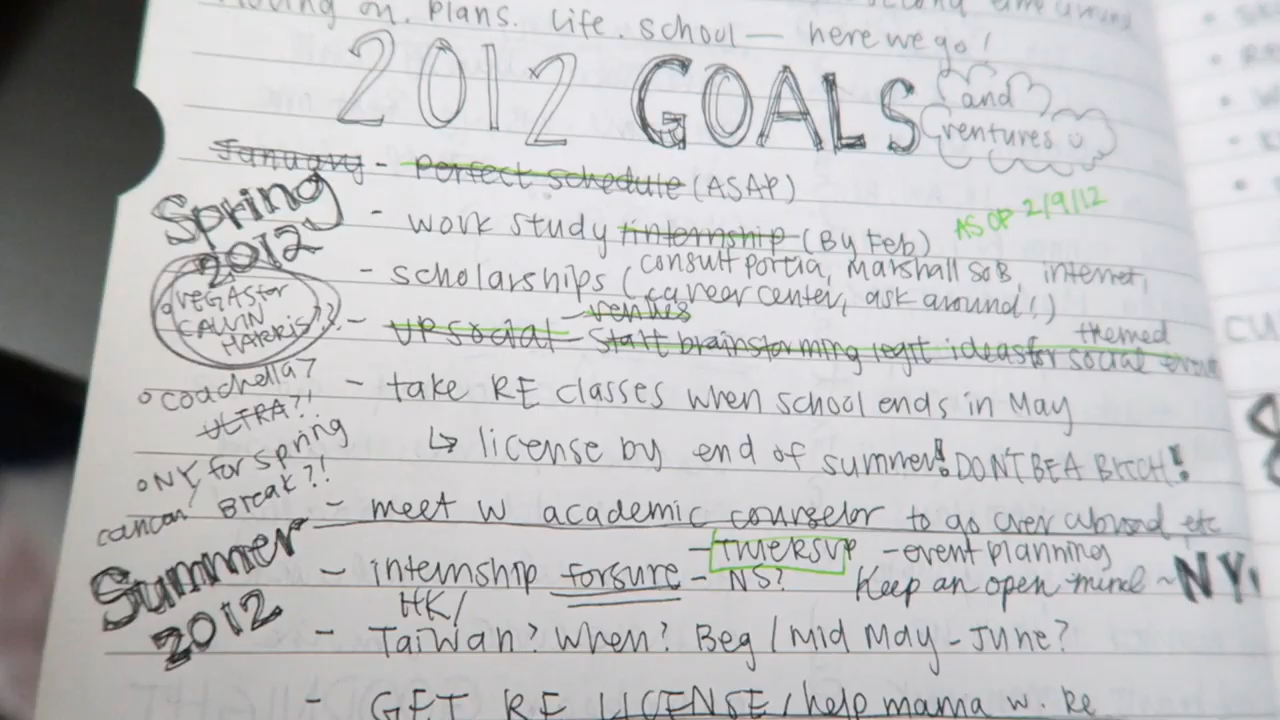 moving on. plans. life. school — here we go!
2012 GOALS
and
ventures
January - Perfect schedule (ASAP)
Spring 2012
- work study internship (By Feb)
AS OF 2/9/12
- scholarships (consult portia, Marshall SOB, internet,
career center, ask around!)
VEGAS for
CALVIN
HARRIS??
- venues
- VP social - Start brainstorming legit ideas for social events
themed
- take RE classes when school ends in May
↳ license by end of summer! DON'T BE A BITCH!
coachella?
ULTRA?!
NY for spring
Break?!
cancan?
- meet w academic counselor to go over abroad etc
Summer 2012
- internship forsure - NS?
- TMERSVP - event planning
Keep an open mind ~ NY!
HK/
- Taiwan? When? Beg/mid May - June?
- GET RE LICENSE/help mama w. Re